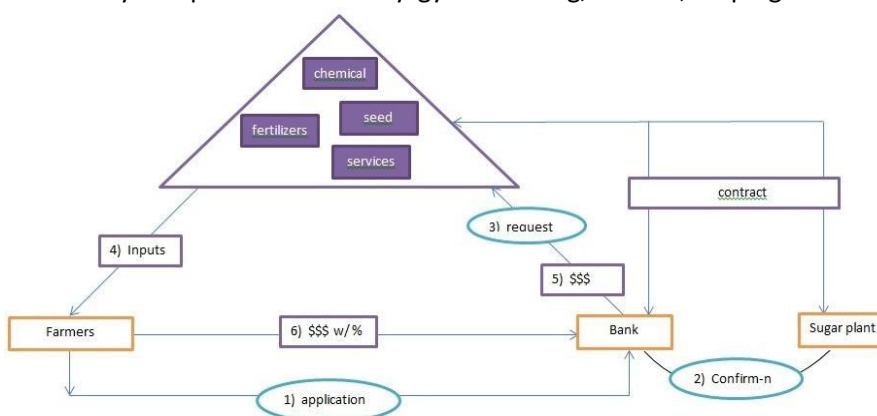 chemical
seed
fertilizers
services
contract
3) request
4) Inputs
5) $$$
Farmers
6) $$$ w/%
Bank
Sugar plant
2) Confirm-n
1) application